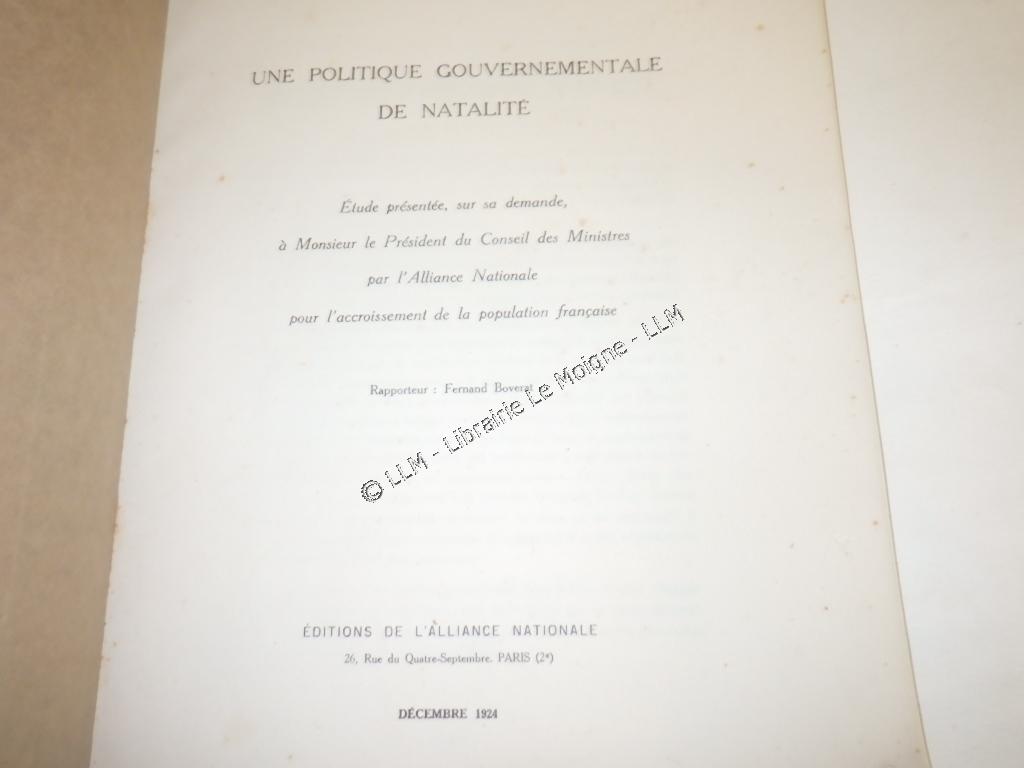 UNE POLITIQUE GOUVERNEMENTALE
DE NATALITÉ
Étude présentée, sur sa demande,
à Monsieur le Président du Conseil des Ministres
par l'Alliance Nationale
pour l'accroissement de la population française
Rapporteur : Fernand Boverat
© LLM - Librairie Le Moigne - LLM
ÉDITIONS DE L'ALLIANCE NATIONALE
26, Rue du Quatre-Septembre. PARIS (2ᵉ)
DÉCEMBRE 1924